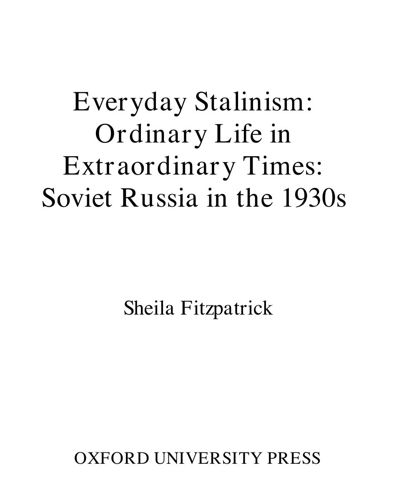 Everyday Stalinism:
Ordinary Life in
Extraordinary Times:
Soviet Russia in the 1930s
Sheila Fitzpatrick
OXFORD UNIVERSITY PRESS